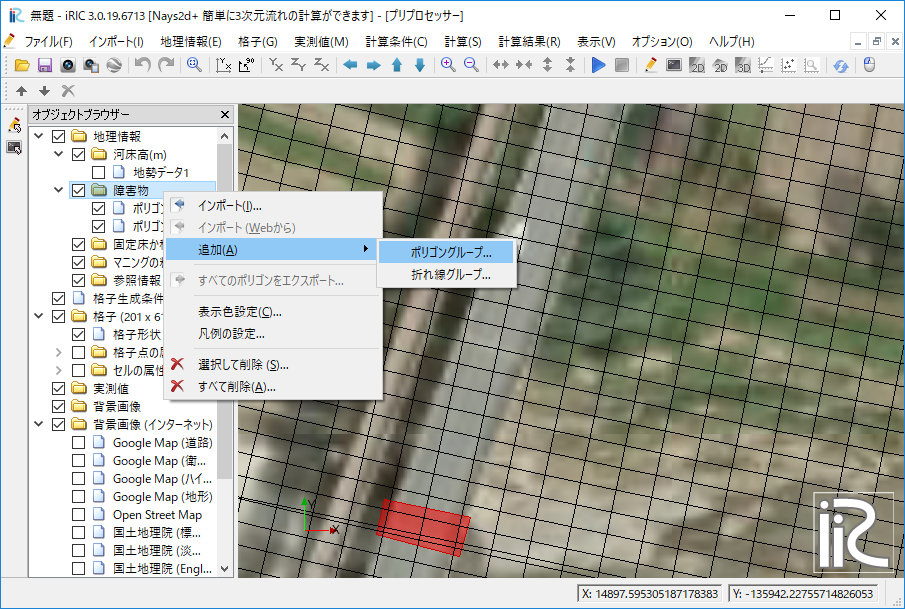 無題 - iRIC 3.0.19.6713 [Nays2d+ 簡単に3次元流れの計算ができます] - [プリプロセッサー]
ファイル(F) インポート(I) 地理情報(E) 格子(G) 実測値(M) 計算条件(C) 計算(S) 計算結果(R) 表示(V) オプション(O) ヘルプ(H)
オブジェクトブラウザー
地理情報
河床高(m)
地勢データ1
障害物
ポリゴン
ポリゴン
固定床か
マニングの粗
参照情報
格子生成条件
格子 (201 x 6
格子形状
格子点の属
セルの属性
実測値
背景画像
背景画像 (インターネット)
Google Map (道路)
Google Map (衛...
Google Map (ハイ...
Google Map (地形)
Open Street Map
国土地理院 (標...
国土地理院 (淡...
国土地理院 (Engl...
インポート(I)...
インポート (Webから)
追加(A)
すべてのポリゴンをエクスポート...
表示色設定(C)...
凡例の設定...
選択して削除 (S)...
すべて削除(A)...
ポリゴングループ...
折れ線グループ...
Y
X
iRIC
X: 14897.595305187178383
Y: -135942.22755714826053